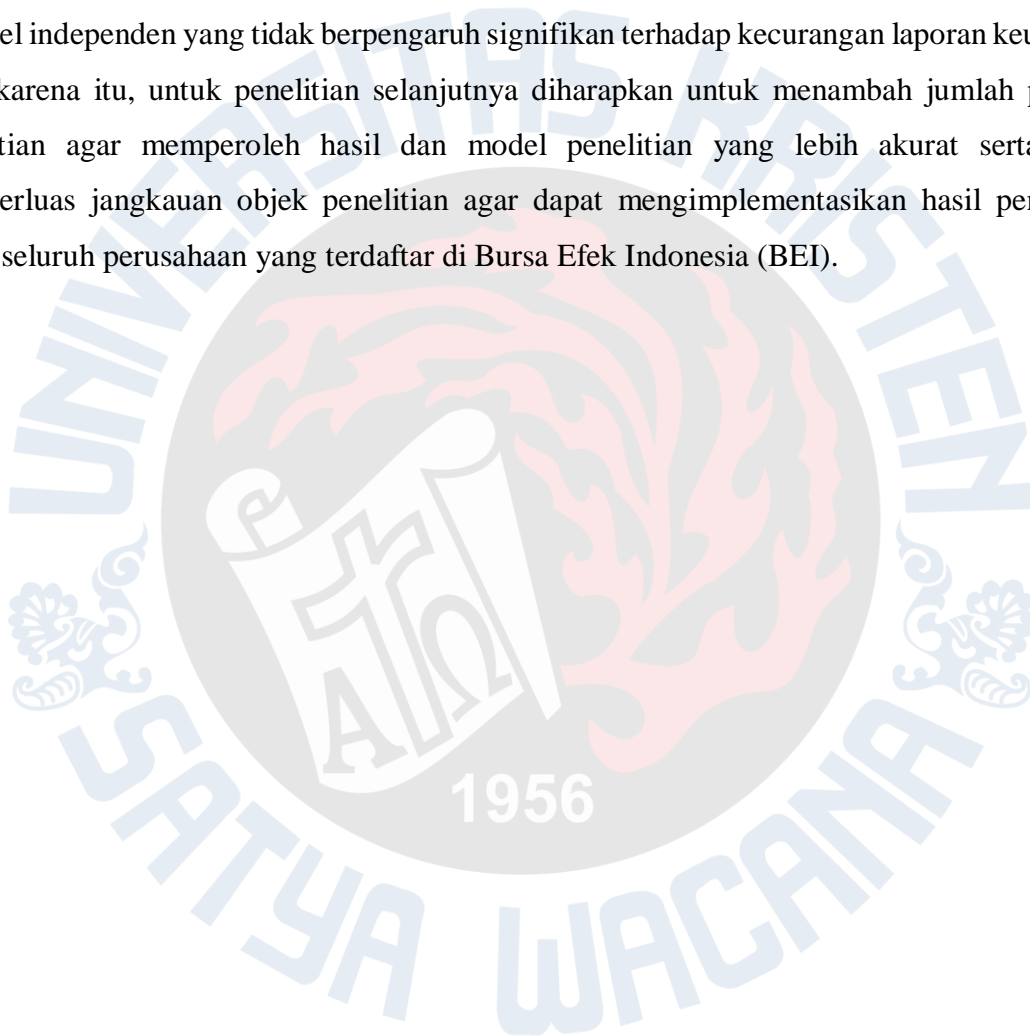 el independen yang tidak berpengaruh signifikan terhadap kecurangan laporan keu
karena itu, untuk penelitian selanjutnya diharapkan untuk menambah jumlah p
tian agar memperoleh hasil dan model penelitian yang lebih akurat serta
erluas jangkauan objek penelitian agar dapat mengimplementasikan hasil pen
seluruh perusahaan yang terdaftar di Bursa Efek Indonesia (BEI).
UNIVERSITAS KRISTEN
ΑΩ
1956
SATYA WACANA